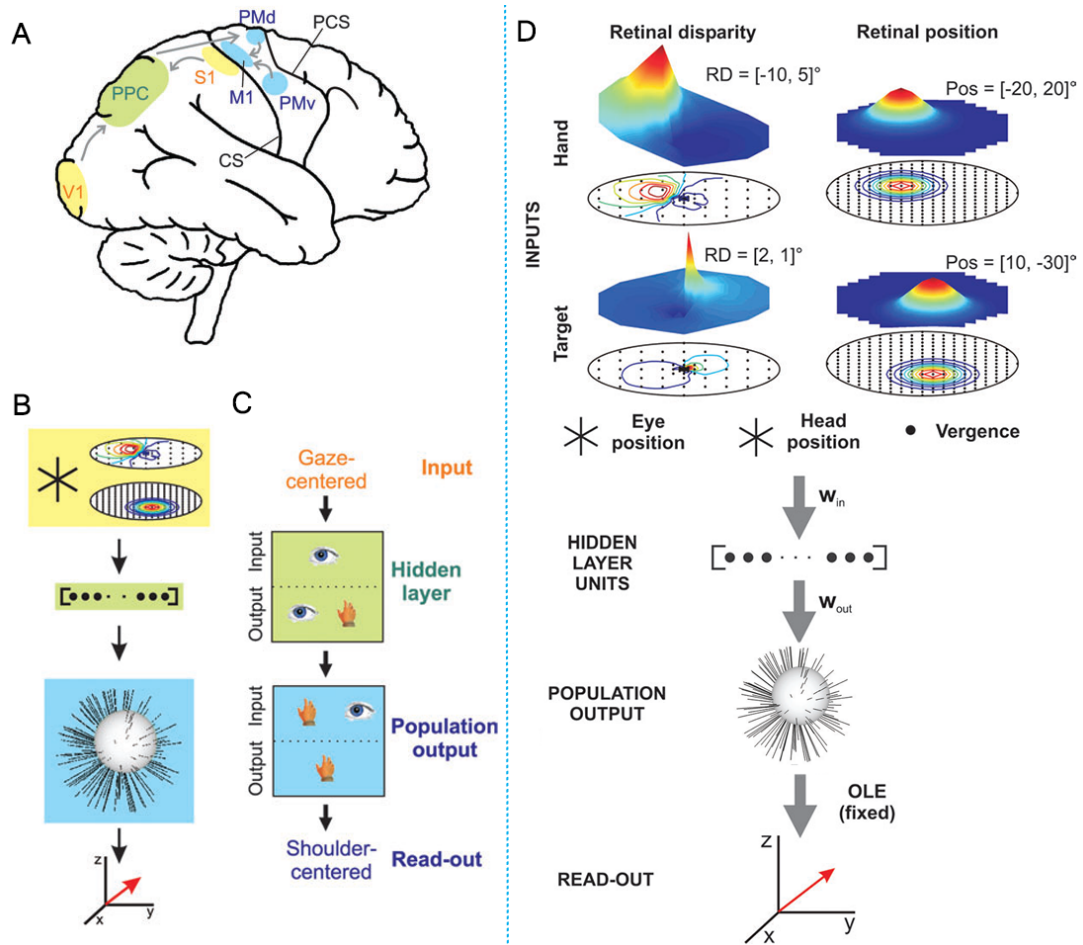 A
PMd
PCS
S1
PPC
M1
PMv
CS
V1
B
C
Gaze-
centered
Input
Input
Output
Hidden
layer
Input
Output
Population
output
Shoulder-
centered
Read-out
z
y
x
D
Retinal disparity
Retinal position
INPUTS
Hand
RD = [-10, 5]°
Pos = [-20, 20]°
Target
RD = [2, 1]°
Pos = [10, -30]°
Eye
position
Head
position
Vergence
W in
HIDDEN
LAYER
UNITS
W out
POPULATION
OUTPUT
OLE
(fixed)
READ-OUT
Z
y
x